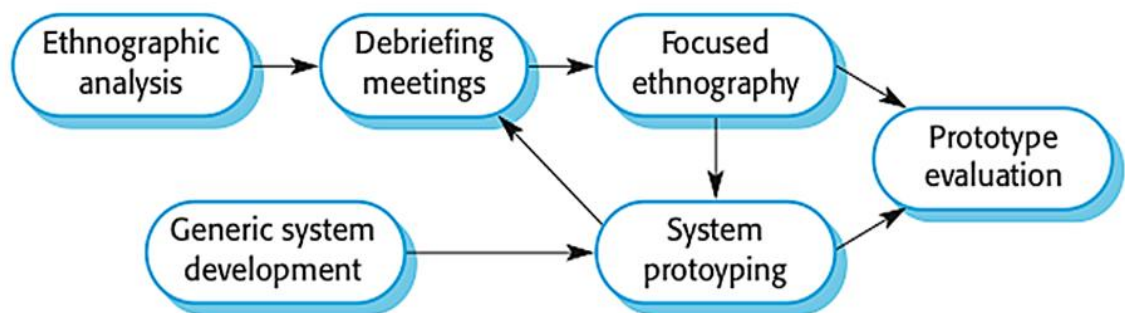 Ethnographic
analysis
Debriefing
meetings
Focused
ethnography
Prototype
evaluation
Generic system
development
System
protoyping